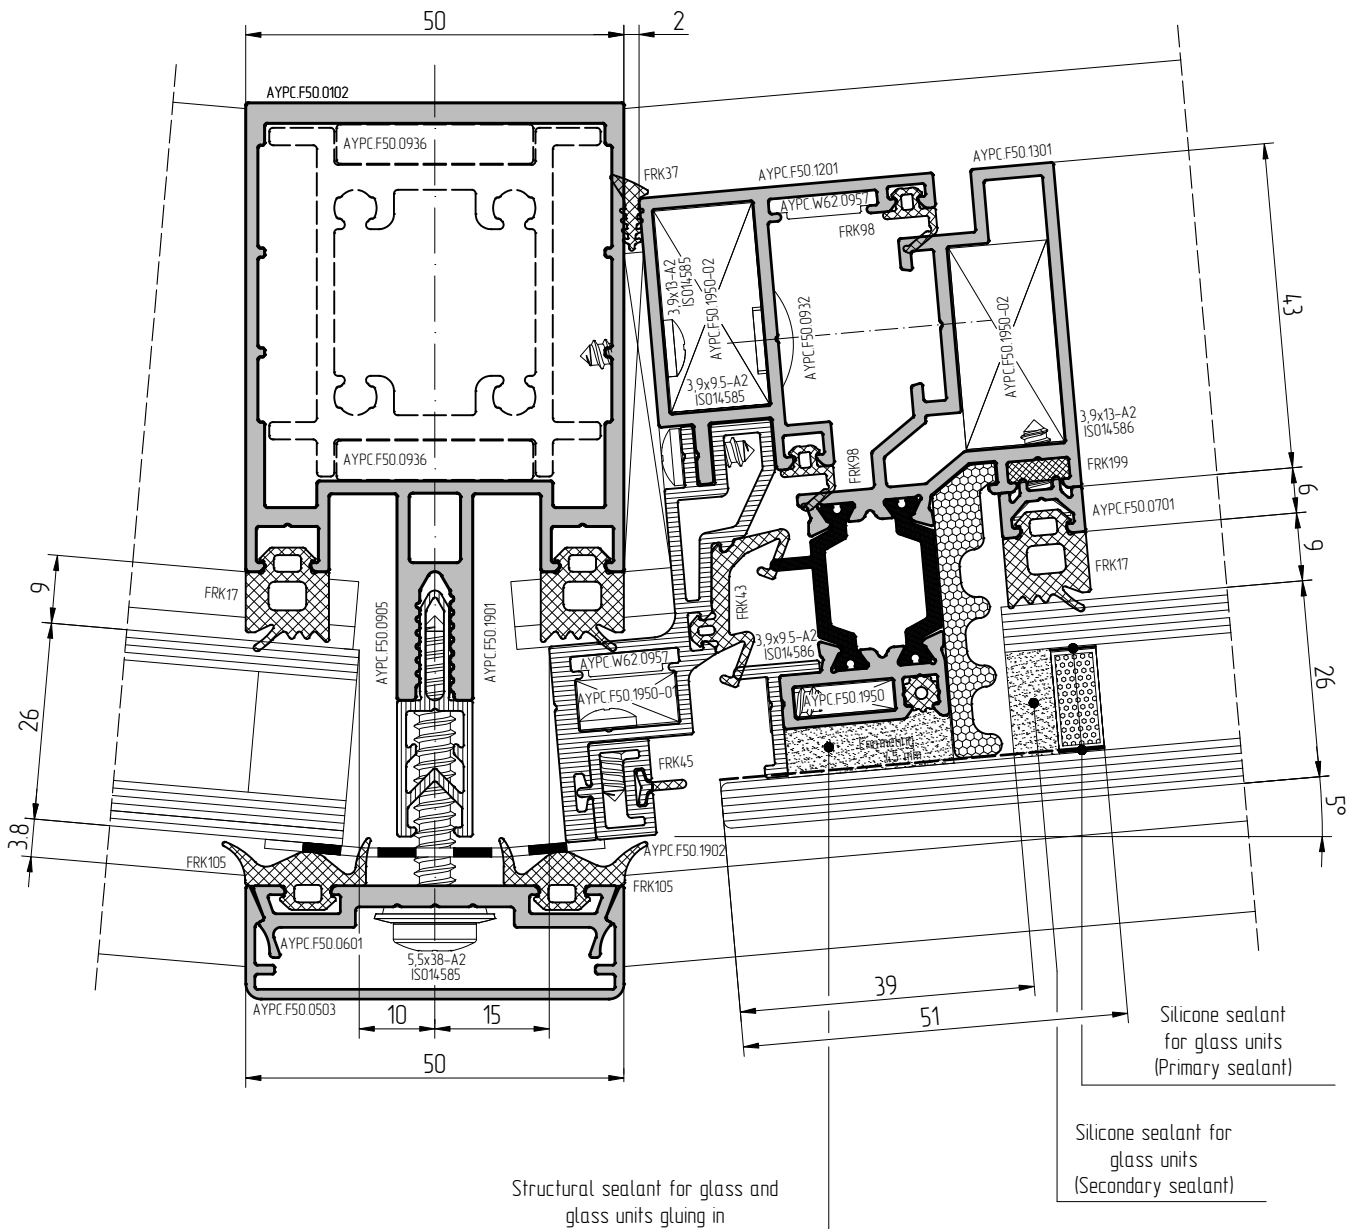 50
2
AYPC.F50.0102
AYPC.F50.0936
FRK37
AYPC.F50.1201
AYPC.F50.1301
AYPC.W62.0957
FRK98
3,9x13-A2
ISO14585
AYPC.F50.1950-02
AYPC.F50.0932
AYPC.F50.1950-02
43
3,9x9.5-A2
ISO14585
3,9x13-A2
ISO14586
AYPC.F50.0936
FRK98
FRK199
6
AYPC.F50.0701
9
FRK17
9
FRK17
AYPC.F50.0905
AYPC.F50.1901
FRK43
3,9x9.5-A2
ISO14586
AYPC.W62.0957
AYPC.F50.1950-01
AYPC.F50.1950
26
26
FRK45
5°
3.8
FRK105
AYPC.F50.1902
FRK105
AYPC.F50.0601
5,5x38-A2
ISO14585
AYPC.F50.0503
10
15
39
51
50
Silicone sealant
for glass units
(Primary sealant)
Silicone sealant for
glass units
(Secondary sealant)
Structural sealant for glass and
glass units gluing in